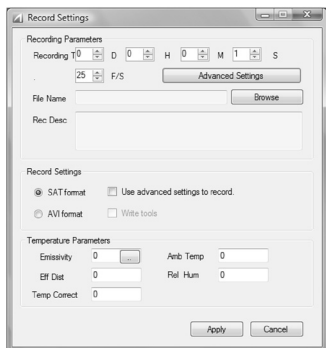 Record Settings
Recording Parameters
Recording T 0 D 0 H 0 M 1 S
. 25 F/S Advanced Settings
File Name Browse
Rec Desc
Record Settings
SAT format Use advanced settings to record.
AVI format Write tools
Temperature Parameters
Emissivity 0 ... Amb Temp 0
Eff Dist 0 Rel Hum 0
Temp Correct 0
Apply Cancel